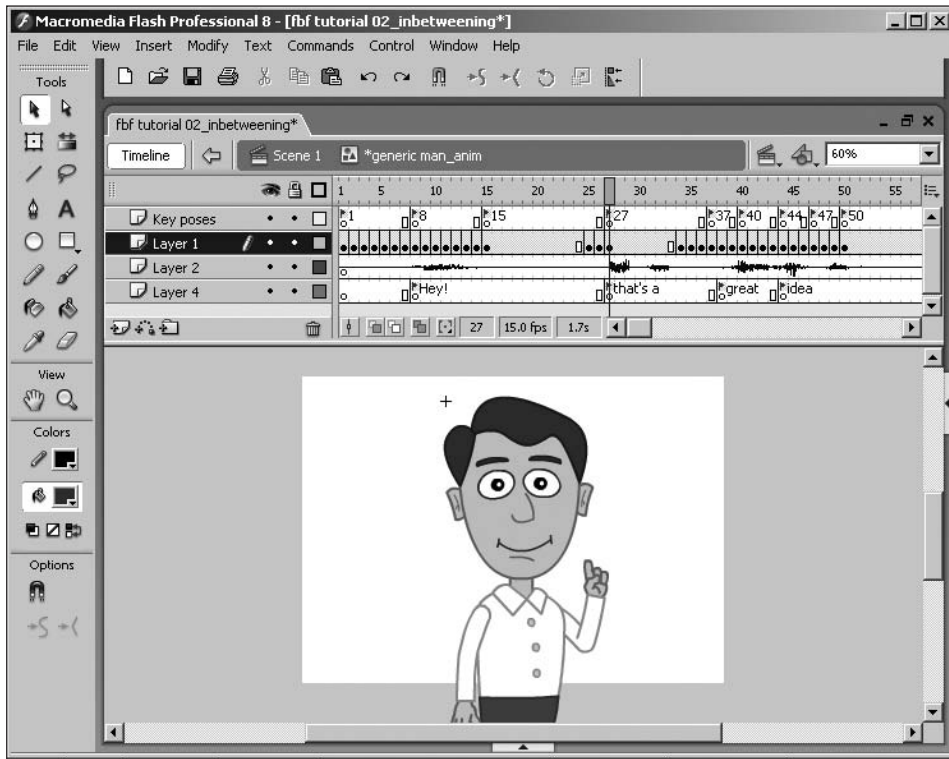 Macromedia Flash Professional 8 - [fbf tutorial 02_inbetweening*]
File Edit View Insert Modify Text Commands Control Window Help
Tools
fbf tutorial 02_inbetweening*
Timeline Scene 1 *generic man_anim 60%
1 5 10 15 20 25 30 35 40 45 50 55
Key poses 1 8 15 27 37 40 44 47 50
Layer 1
Layer 2
Layer 4 Hey! that's a great idea
27 15.0 fps 1.7s
View
Colors
Options